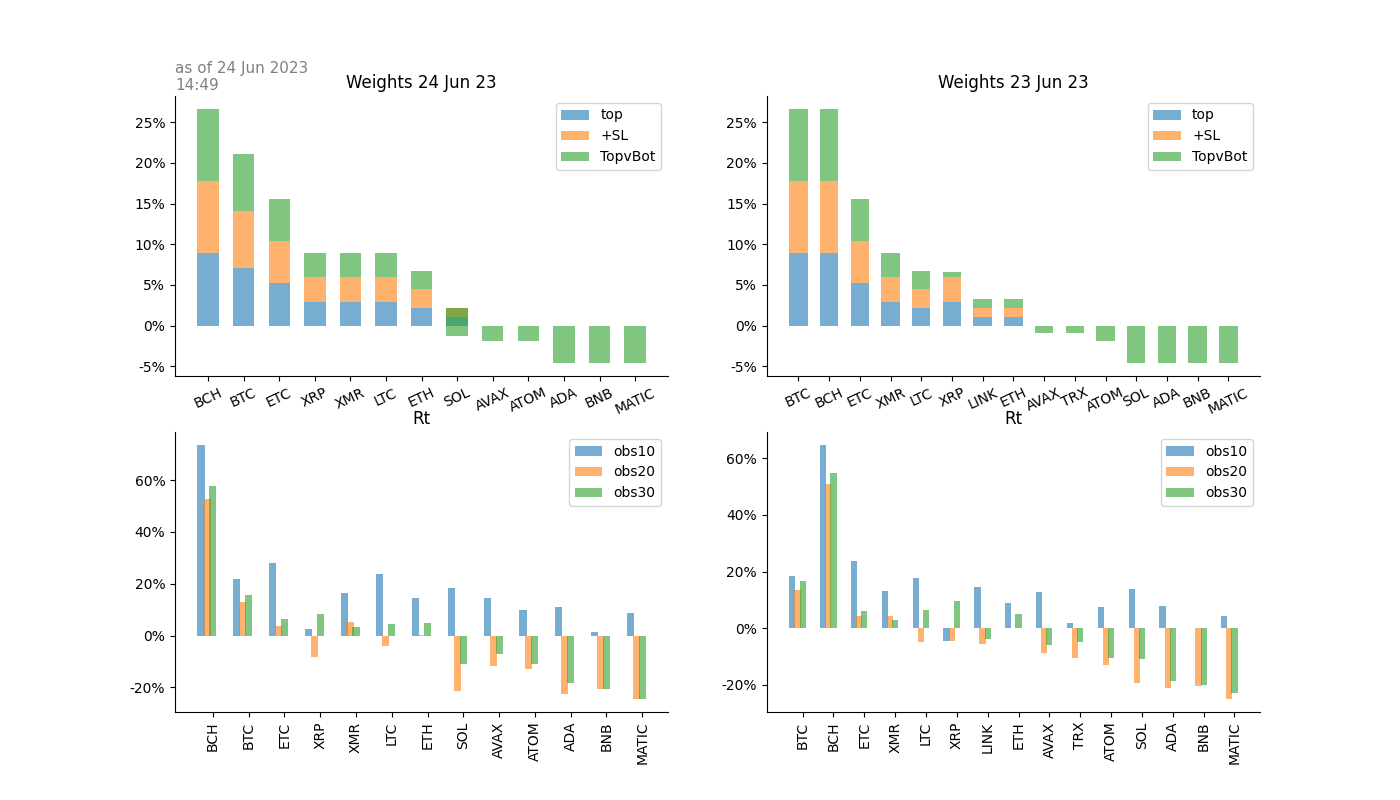 as of 24 Jun 2023
14:49
Weights 24 Jun 23
25%
20%
15%
10%
5%
0%
-5%
top
+SL
TopvBot
BCH BTC ETC XRP XMR LTC ETH SOL AVAX ATOM ADA BNB MATIC
Weights 23 Jun 23
25%
20%
15%
10%
5%
0%
-5%
top
+SL
TopvBot
BTC BCH ETC XMR LTC XRP LINK ETH AVAX TRX ATOM SOL ADA BNB MATIC
Rt
60%
40%
20%
0%
-20%
obs10
obs20
obs30
BCH BTC ETC XRP XMR LTC ETH SOL AVAX ATOM ADA BNB MATIC
Rt
60%
40%
20%
0%
-20%
obs10
obs20
obs30
BTC BCH ETC XMR LTC XRP LINK ETH AVAX TRX ATOM SOL ADA BNB MATIC